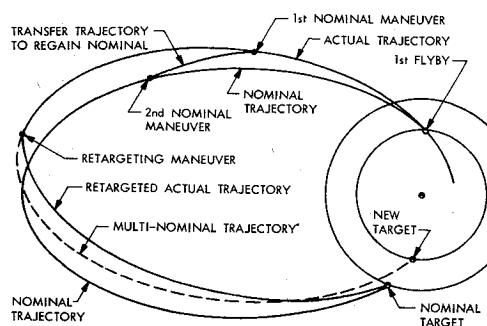 1st NOMINAL MANEUVER
TRANSFER TRAJECTORY
TO REGAIN NOMINAL
ACTUAL TRAJECTORY
1st FLYBY
NOMINAL
TRAJECTORY
2nd NOMINAL
MANEUVER
RETARGETING MANEUVER
RETARGETED ACTUAL TRAJECTORY
NEW
TARGET
MULTI-NOMINAL TRAJECTORY
NOMINAL
TRAJECTORY
NOMINAL
TARGET